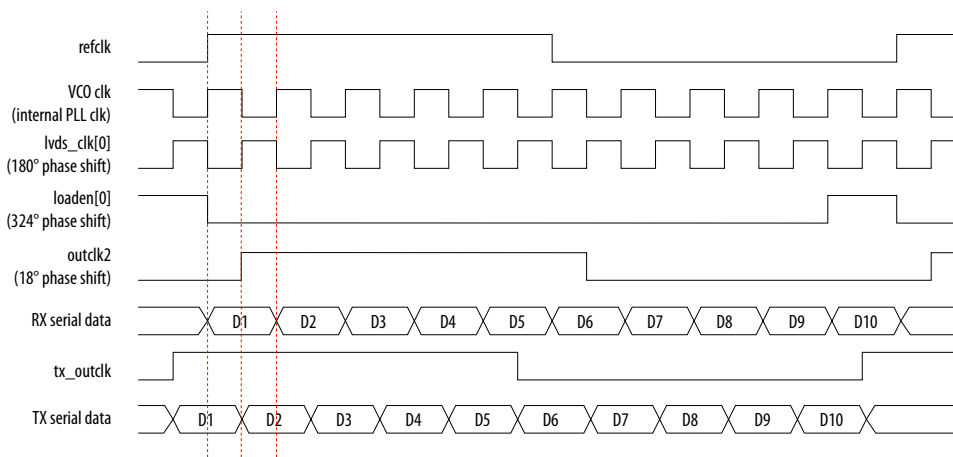 refclk
VCO clk
(internal PLL clk)
lvds_clk[0]
(180° phase shift)
loaden[0]
(324° phase shift)
outclk2
(18° phase shift)
RX serial data D1 D2 D3 D4 D5 D6 D7 D8 D9 D10
tx_outclk
TX serial data D1 D2 D3 D4 D5 D6 D7 D8 D9 D10